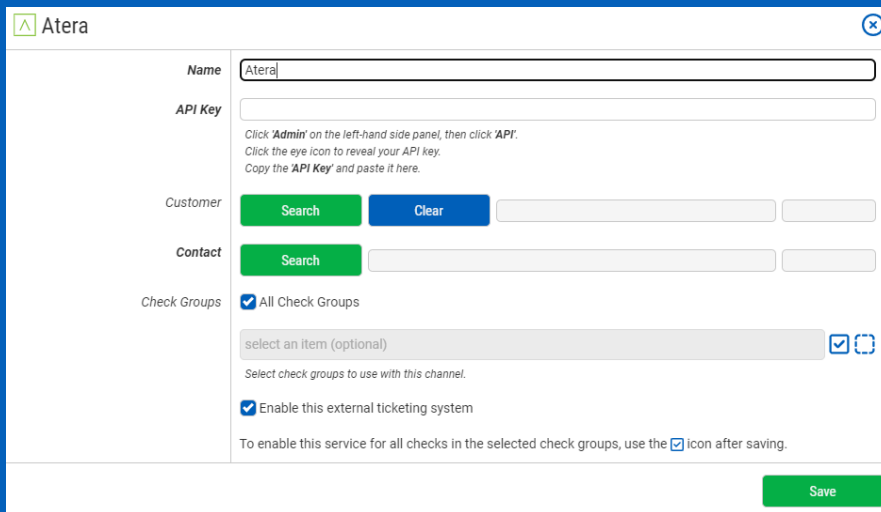 Atera
Name
Atera
API Key
Click 'Admin' on the left-hand side panel, then click 'API'.
Click the eye icon to reveal your API key.
Copy the 'API Key' and paste it here.
Customer
Search
Clear
Contact
Search
Check Groups
All Check Groups
select an item (optional)
Select check groups to use with this channel.
Enable this external ticketing system
To enable this service for all checks in the selected check groups, use the icon after saving.
Save